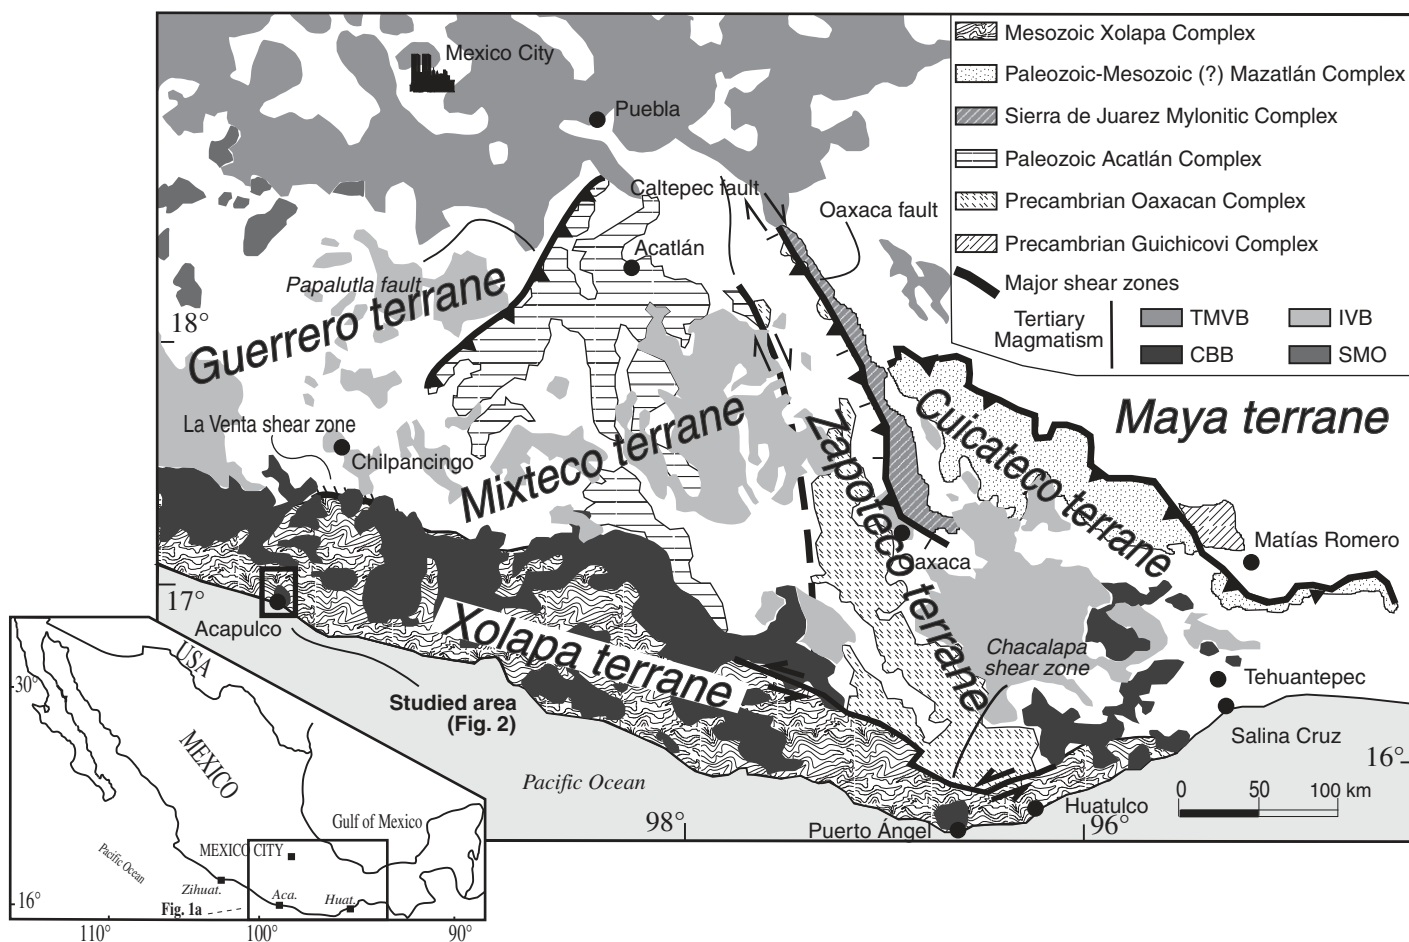 Mexico City
Puebla
Caltepec fault
Oaxaca fault
Acatlán
Papalutla fault
Guerrero terrane
18°
La Venta shear zone
Chilpancingo
Mixteco terrane
Zapoteco terrane
Cuicateco terrane
Maya terrane
Oaxaca
Matías Romero
17°
Acapulco
Xolapa terrane
Chacalapa
shear zone
Studied area
(Fig. 2)
Tehuantepec
Salina Cruz
16°
Pacific Ocean
Huatulco
Puerto Ángel
98°
96°
0 50 100 km
Mesozoic Xolapa Complex
Paleozoic-Mesozoic (?) Mazatlán Complex
Sierra de Juarez Mylonitic Complex
Paleozoic Acatlán Complex
Precambrian Oaxacan Complex
Precambrian Guichicovi Complex
Major shear zones
Tertiary
Magmatism
TMVB
IVB
CBB
SMO
USA
30°
MEXICO
Gulf of Mexico
MEXICO CITY
Pacific Ocean
Zihuat.
Aca.
Huat.
Fig. 1a
16°
110°
100°
90°